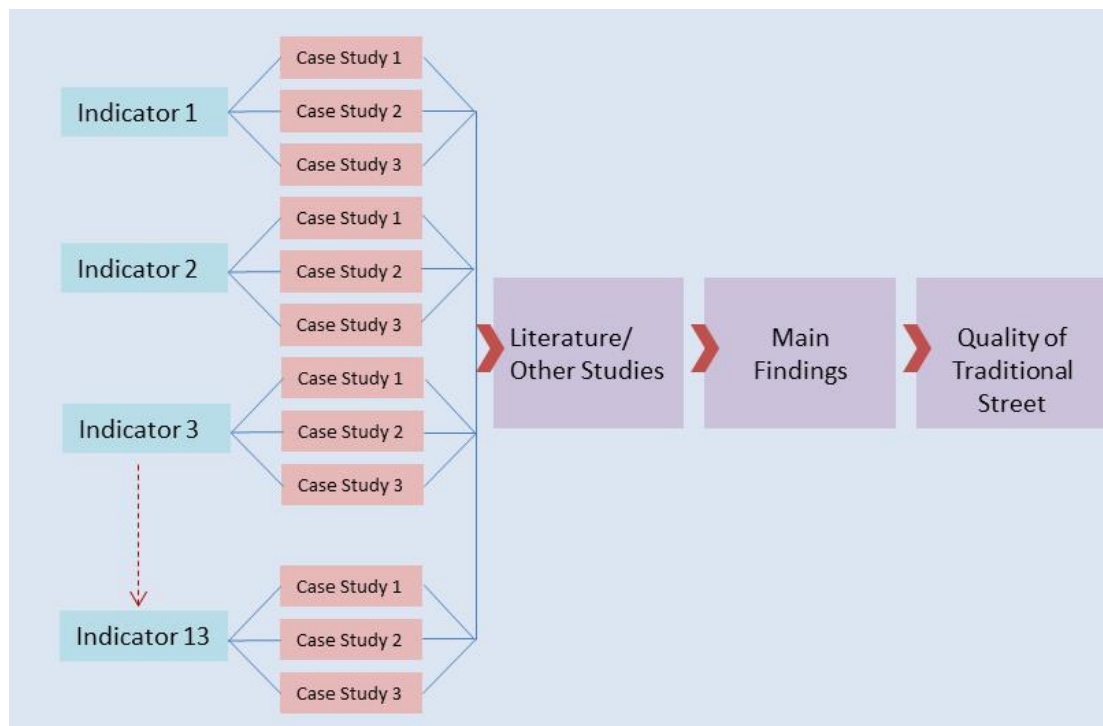 Indicator 1
Case Study 1
Case Study 2
Case Study 3
Indicator 2
Case Study 1
Case Study 2
Case Study 3
Indicator 3
Case Study 1
Case Study 2
Case Study 3
Indicator 13
Case Study 1
Case Study 2
Case Study 3
Literature/
Other Studies
Main
Findings
Quality of
Traditional
Street